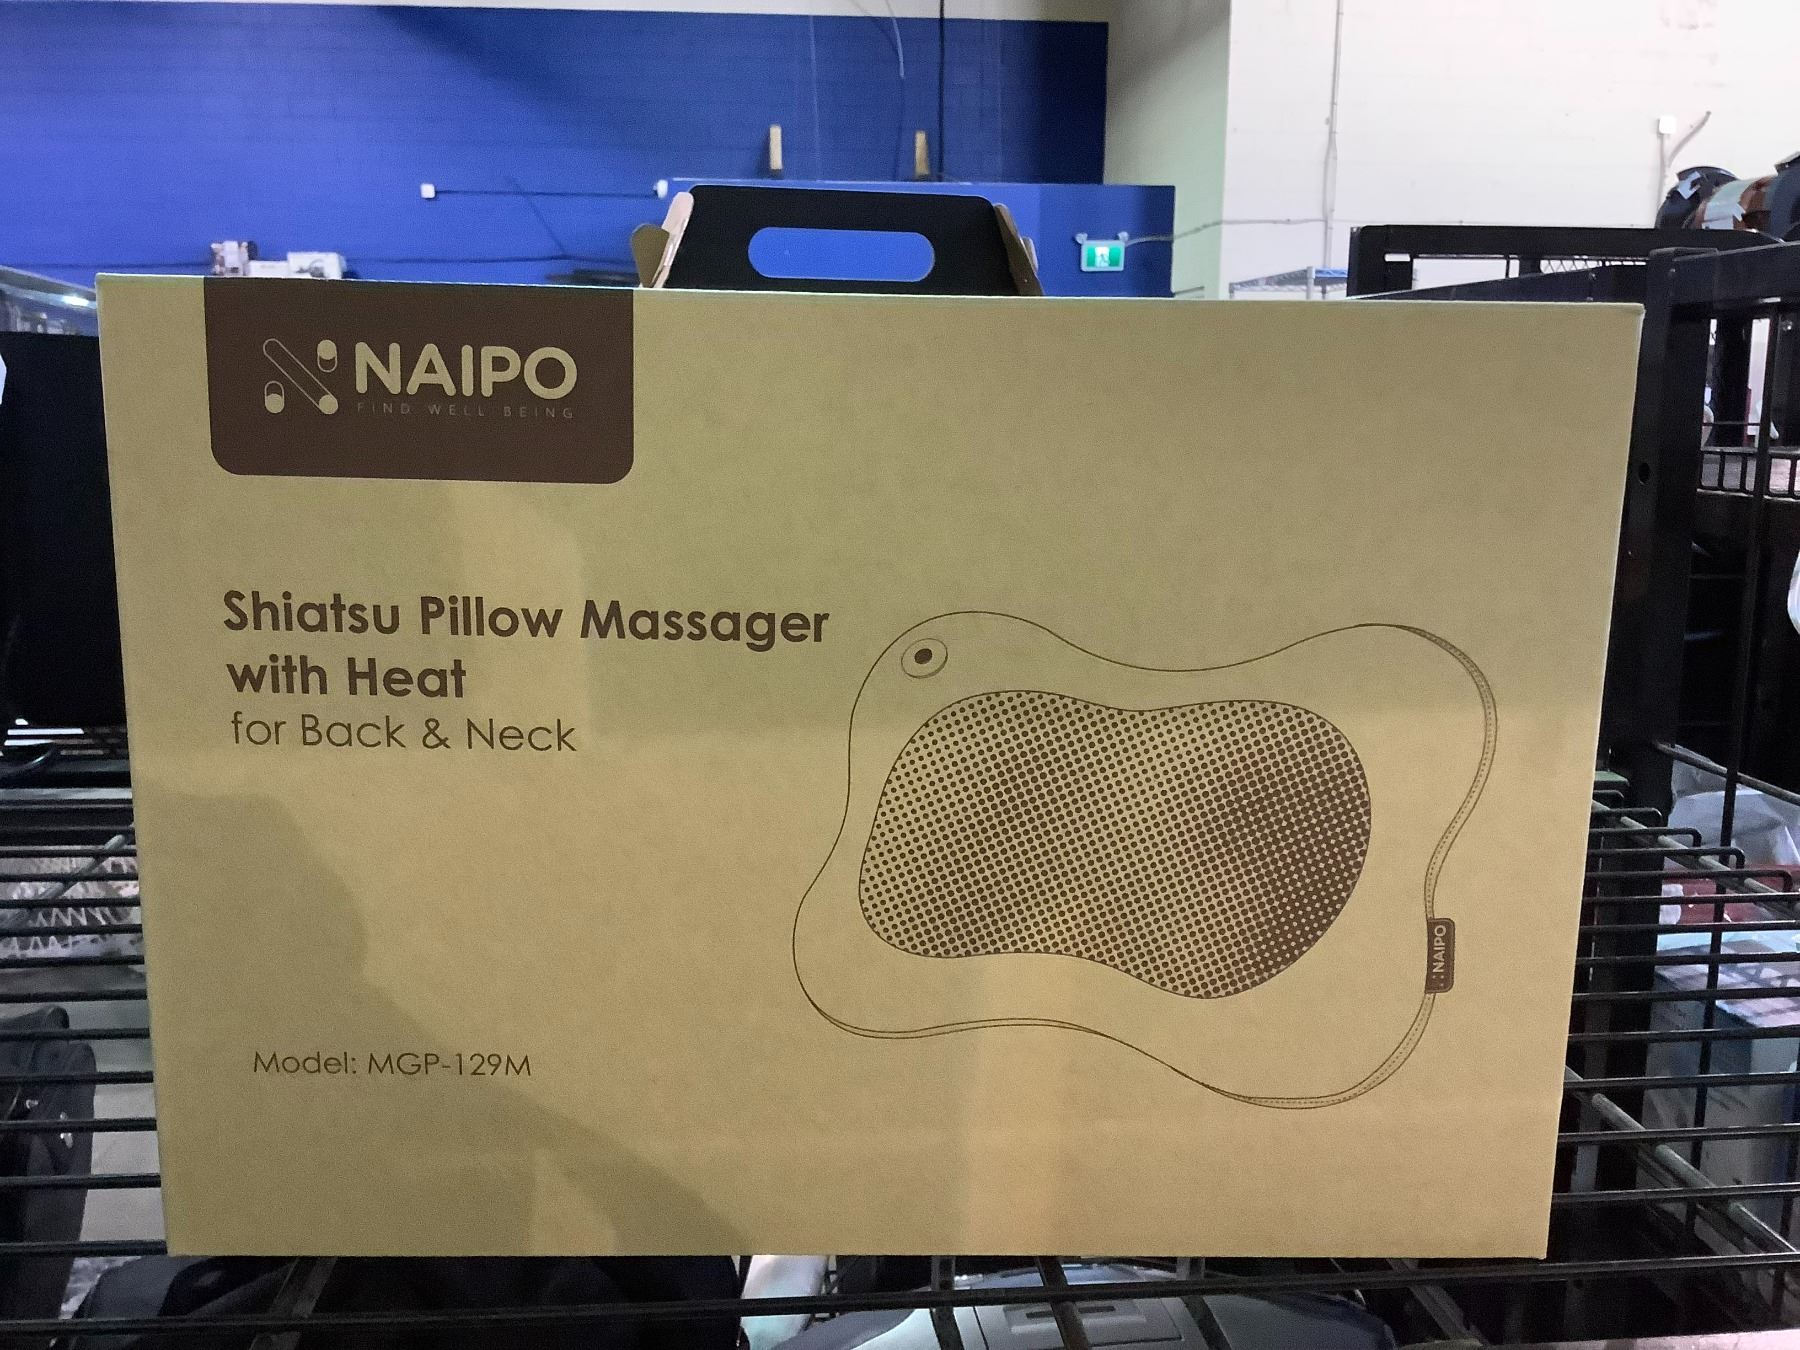 NAIPO
FIND WELL BEING
Shiatsu Pillow Massager
with Heat
for Back & Neck
NAIPO
Model: MGP-129M